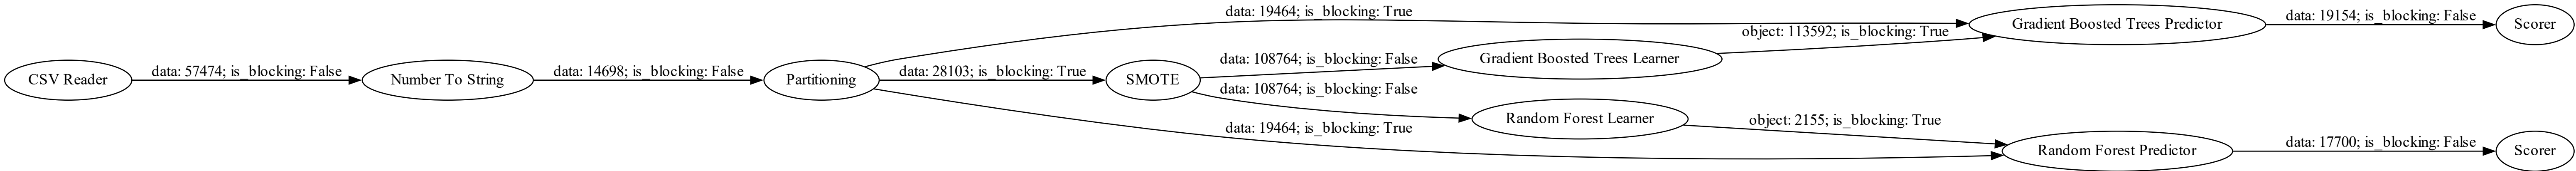 CSV Reader
data: 57474; is_blocking: False
Number To String
data: 14698; is_blocking: False
Partitioning
data: 19464; is_blocking: True
data: 28103; is_blocking: True
data: 19464; is_blocking: True
SMOTE
data: 108764; is_blocking: False
data: 108764; is_blocking: False
Gradient Boosted Trees Learner
Random Forest Learner
object: 113592; is_blocking: True
object: 2155; is_blocking: True
Gradient Boosted Trees Predictor
Random Forest Predictor
data: 19154; is_blocking: False
data: 17700; is_blocking: False
Scorer
Scorer